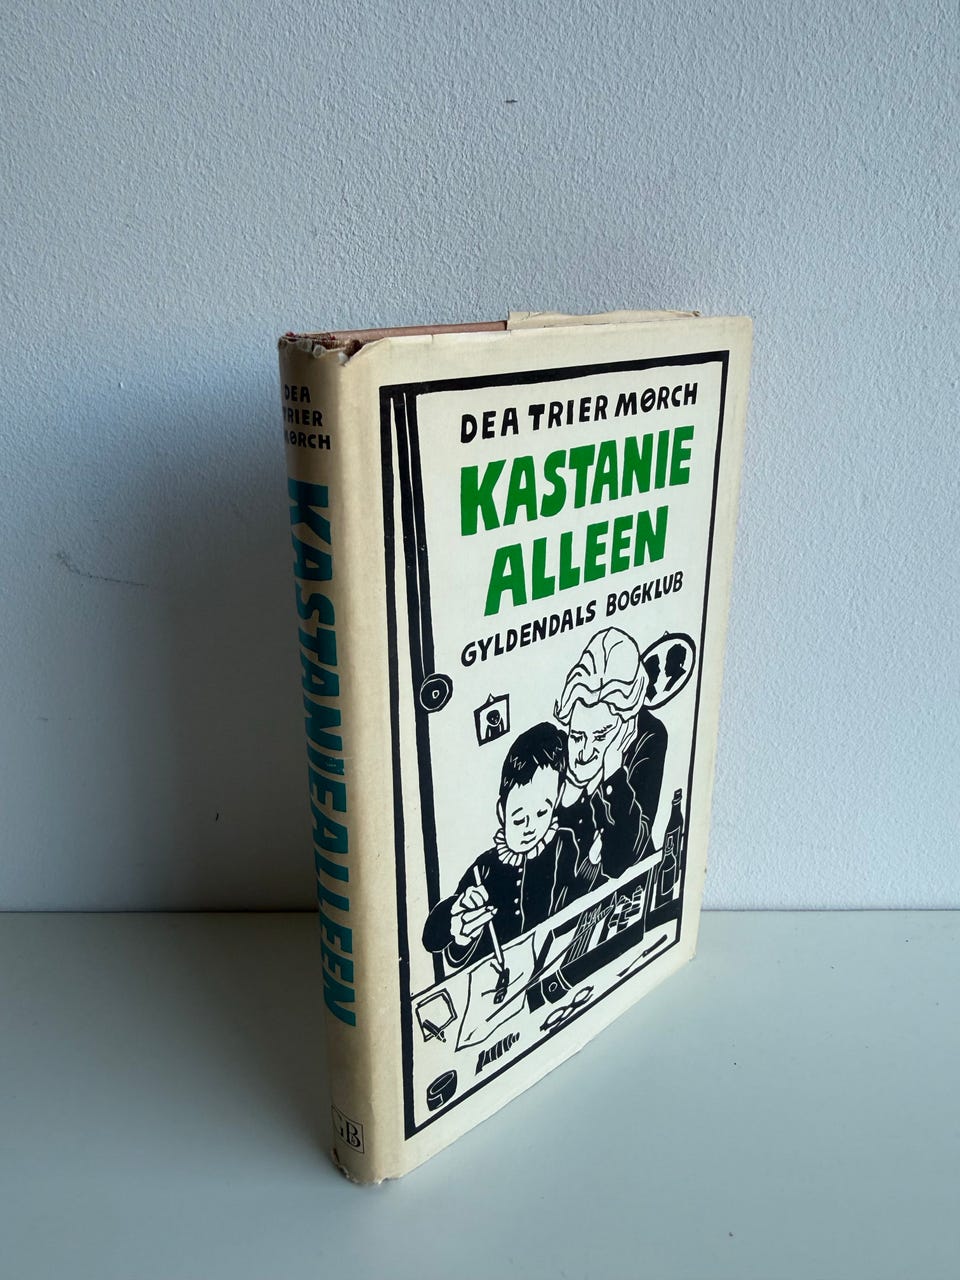 DEA
TRIER
MØRCH
KASTANIEALLEEN
GB
DEA TRIER MØRCH
KASTANIE
ALLEEN
GYLDENDALS BOGKLUB